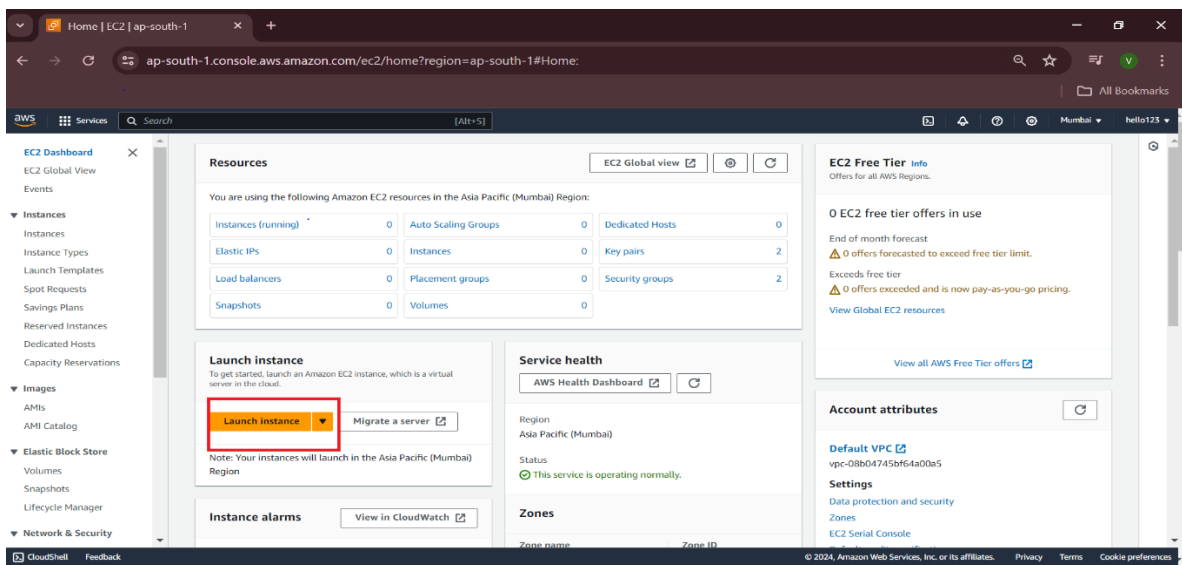 Home | EC2 | ap-south-1
ap-south-1.console.aws.amazon.com/ec2/home?region=ap-south-1#Home:
V
All Bookmarks
aws
Services
Search
[Alt+S]
Mumbai
hello123
EC2 Dashboard
EC2 Global View
Events
Instances
Instances
Instance Types
Launch Templates
Spot Requests
Savings Plans
Reserved Instances
Dedicated Hosts
Capacity Reservations
Images
AMIs
AMI Catalog
Elastic Block Store
Volumes
Snapshots
Lifecycle Manager
Network & Security
Resources
EC2 Global view
You are using the following Amazon EC2 resources in the Asia Pacific (Mumbai) Region:
Instances (running) 0
Auto Scaling Groups 0
Dedicated Hosts 0
Elastic IPs 0
Instances 0
Key pairs 2
Load balancers 0
Placement groups 0
Security groups 2
Snapshots 0
Volumes 0
Launch instance
To get started, launch an Amazon EC2 instance, which is a virtual
server in the cloud.
Launch instance
Migrate a server
Note: Your instances will launch in the Asia Pacific (Mumbai)
Region
Instance alarms
View in CloudWatch
Service health
AWS Health Dashboard
Region
Asia Pacific (Mumbai)
Status
This service is operating normally.
Zones
Zone name
Zone ID
EC2 Free Tier Info
Offers for all AWS Regions.
0 EC2 free tier offers in use
End of month forecast
0 offers forecasted to exceed free tier limit.
Exceeds free tier
0 offers exceeded and is now pay-as-you-go pricing.
View Global EC2 resources
View all AWS Free Tier offers
Account attributes
Default VPC
vpc-08b04745bf64a00a5
Settings
Data protection and security
Zones
EC2 Serial Console
CloudShell
Feedback
© 2024, Amazon Web Services, Inc. or its affiliates.
Privacy
Terms
Cookie preferences